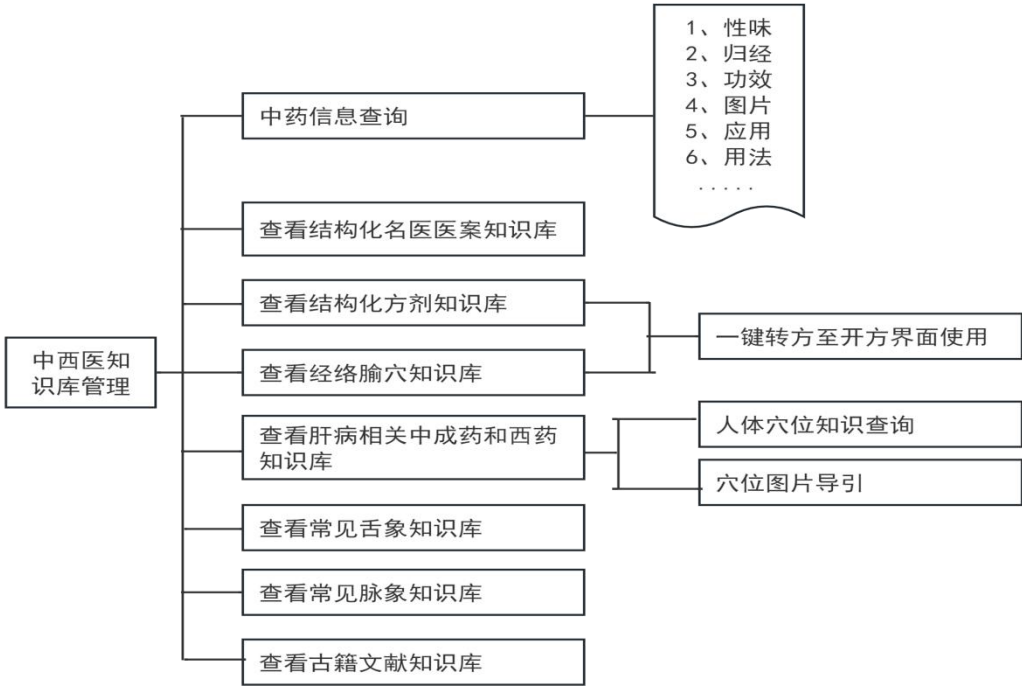 中西医知
识库管理
中药信息查询
1、性味
2、归经
3、功效
4、图片
5、应用
6、用法
.....
查看结构化名医医案知识库
查看结构化方剂知识库
查看经络腧穴知识库
一键转方至开方界面使用
查看肝病相关中成药和西药
知识库
人体穴位知识查询
穴位图片导引
查看常见舌象知识库
查看常见脉象知识库
查看古籍文献知识库